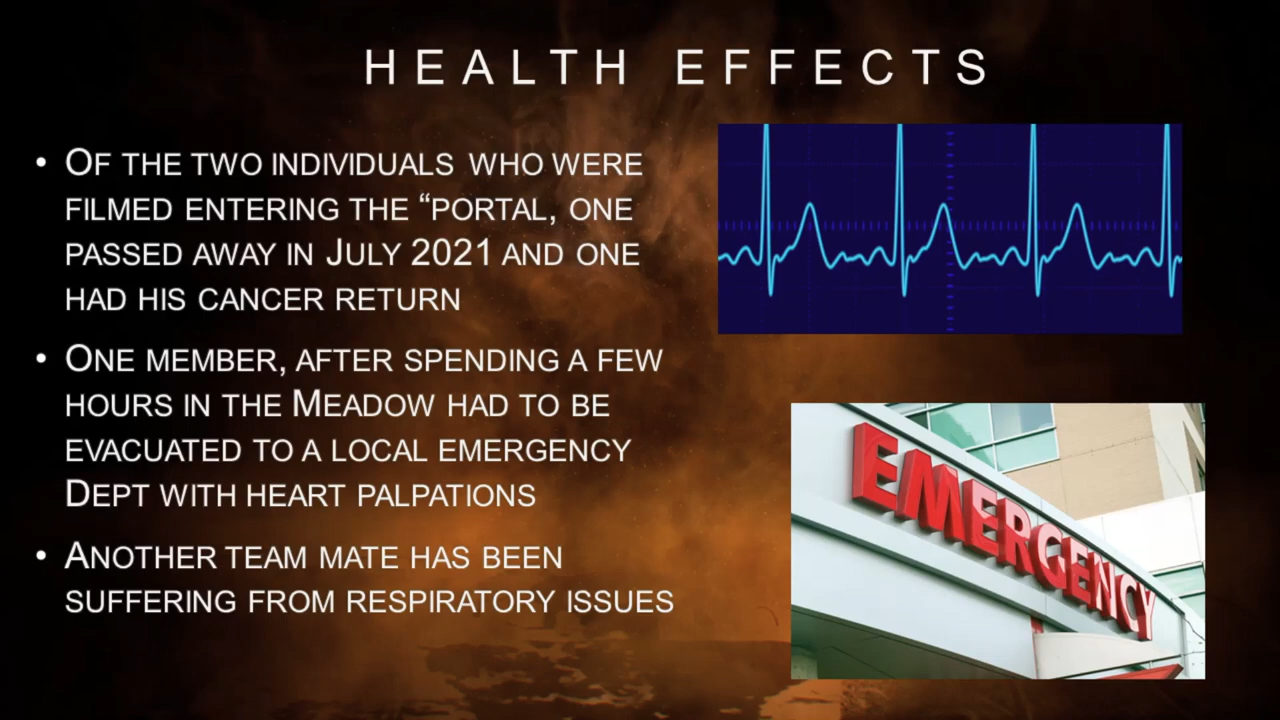 HEALTH EFFECTS
• OF THE TWO INDIVIDUALS WHO WERE
FILMED ENTERING THE “PORTAL, ONE
PASSED AWAY IN JULY 2021 AND ONE
HAD HIS CANCER RETURN
• ONE MEMBER, AFTER SPENDING A FEW
HOURS IN THE MEADOW HAD TO BE
EVACUATED TO A LOCAL EMERGENCY
DEPT WITH HEART PALPATIONS
• ANOTHER TEAM MATE HAS BEEN
SUFFERING FROM RESPIRATORY ISSUES
EMERGENCY